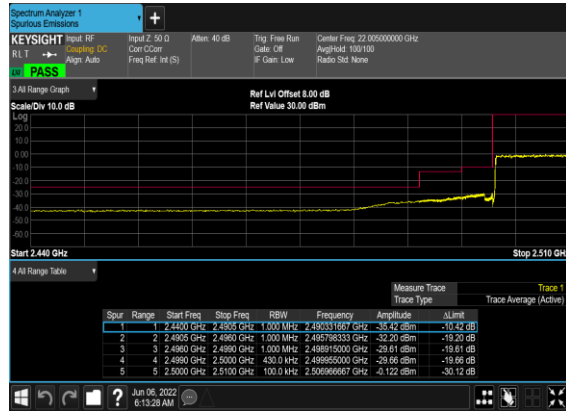 Spectrum Analyzer 1
Spurious Emissions
+
KEYSIGHT Input: RF Input Z: 50 Ω Atten: 40 dB Trig: Free Run Center Freq: 22.005000000 GHz
RL T Coupling: DC Corr CCorr Gate: Off Avg|Hold: 100/100
Align: Auto Freq Ref: Int (S) IF Gain: Low Radio Std: None
PASS
3 All Range Graph
Ref Lvl Offset 8.00 dB
Scale/Div 10.0 dB Ref Value 30.00 dBm
Log
20.0
10.0
0.00
-10.0
-20.0
-30.0
-40.0
-50.0
-60.0
Start 2.440 GHz Stop 2.510 GHz
4 All Range Table
Measure Trace Trace 1
Trace Type Trace Average (Active)
Spur Range Start Freq Stop Freq RBW Frequency Amplitude ΔLimit
1 1 2.4400 GHz 2.4905 GHz 1.000 MHz 2.490331667 GHz -35.42 dBm -10.42 dB
2 2 2.4905 GHz 2.4960 GHz 1.000 MHz 2.495798333 GHz -32.20 dBm -19.20 dB
3 3 2.4960 GHz 2.4990 GHz 1.000 MHz 2.498915000 GHz -29.61 dBm -19.61 dB
4 4 2.4990 GHz 2.5000 GHz 430.0 kHz 2.499955000 GHz -29.66 dBm -19.66 dB
5 5 2.5000 GHz 2.5100 GHz 100.0 kHz 2.506966667 GHz -0.122 dBm -30.12 dB
? Jun 06, 2022
6:13:28 AM